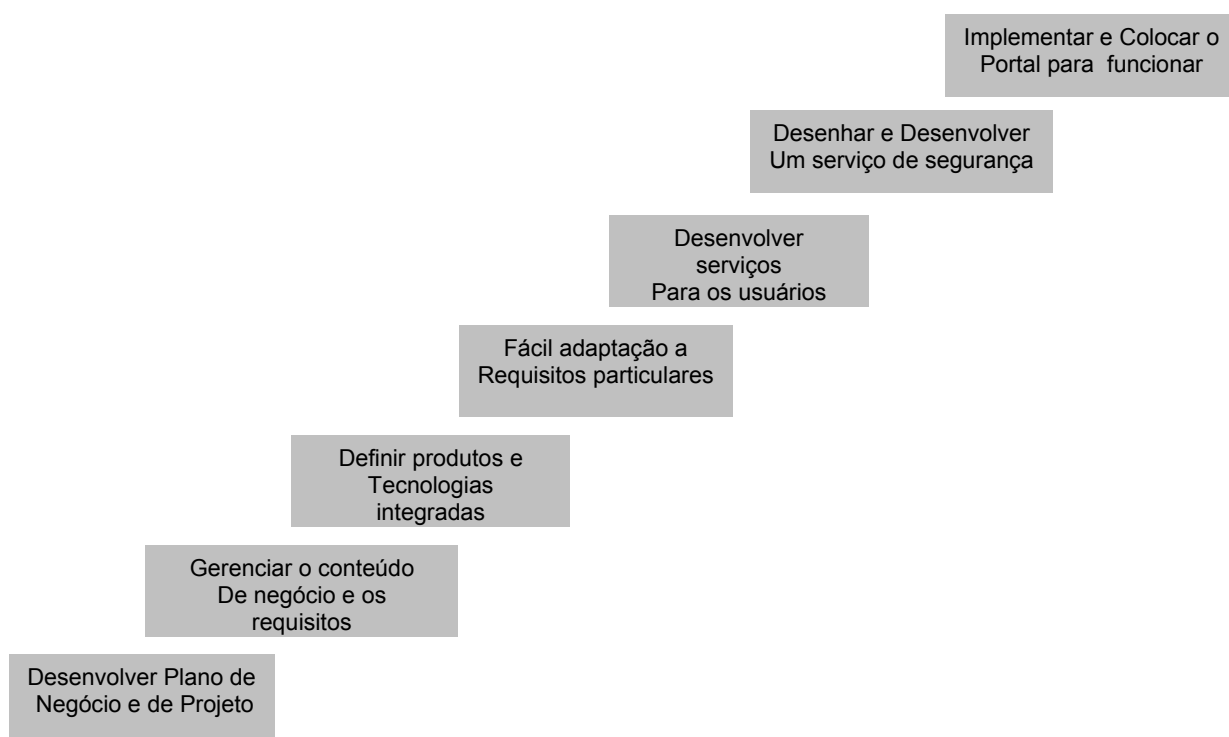 Implementar e Colocar o
Portal para funcionar
Desenhar e Desenvolver
Um serviço de segurança
Desenvolver
serviços
Para os usuários
Fácil adaptação a
Requisitos particulares
Definir produtos e
Tecnologias
integradas
Gerenciar o conteúdo
De negócio e os
requisitos
Desenvolver Plano de
Negócio e de Projeto